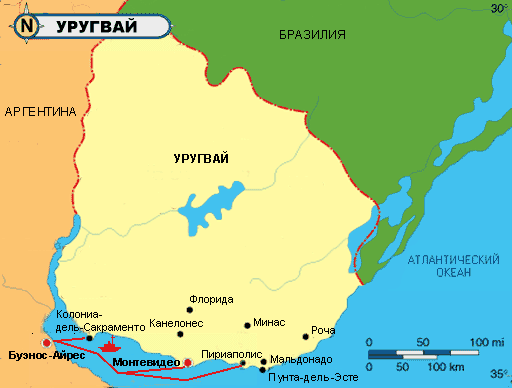 N УРУГВАЙ
30°
БРАЗИЛИЯ
АРГЕНТИНА
УРУГВАЙ
АТЛАНТИЧЕСКИЙ
ОКЕАН
Флорида
Колония-
дель-Сакраменто
Канелонес
Минас
Роча
Буэнос-Айрес
Монтевидео
Пириаполис
Мальдонадо
Пунта-дель-Эсте
0 50 100 mi
0 50 100 km
35°